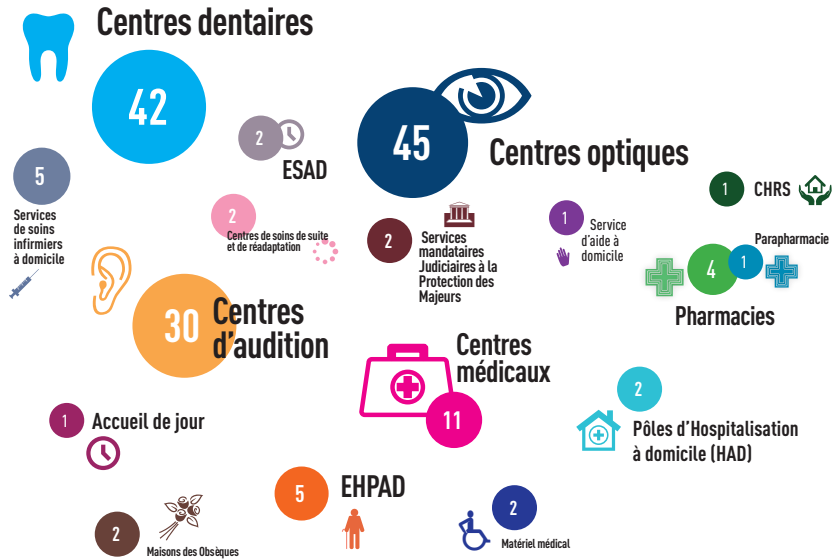 Centres dentaires
42
2
ESAD
45
Centres optiques
5
Services
de soins
infirmiers
à domicile
2
Centres de soins de suite
et de réadaptation
2
Services
mandataires
Judiciaires à la
Protection des
Majeurs
1
Service
d'aide à
domicile
1
CHRS
Parapharmacie
4
1
Pharmacies
30
Centres
d'audition
Centres
médicaux
11
1
Accueil de jour
2
Pôles d'Hospitalisation
à domicile (HAD)
5
EHPAD
2
Maisons des Obsèques
2
Matériel médical